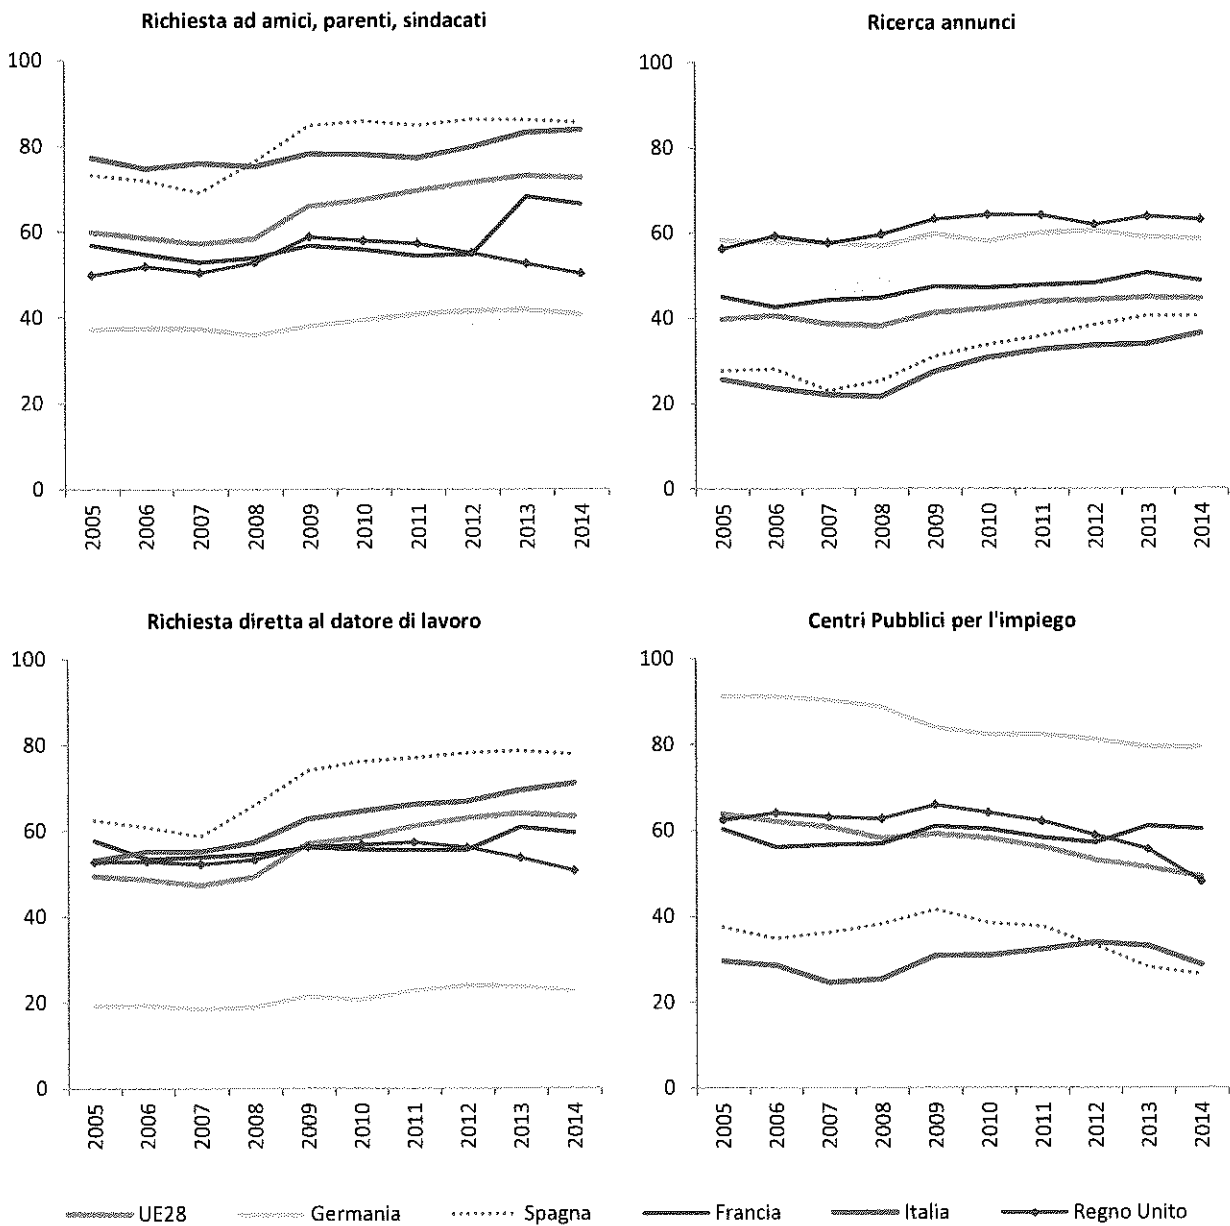 Richiesta ad amici, parenti, sindacati
100
80
60
40
20
0
2005 2006 2007 2008 2009 2010 2011 2012 2013 2014
Ricerca annunci
100
80
60
40
20
0
2005 2006 2007 2008 2009 2010 2011 2012 2013 2014
Richiesta diretta al datore di lavoro
100
80
60
40
20
0
2005 2006 2007 2008 2009 2010 2011 2012 2013 2014
Centri Pubblici per l'impiego
100
80
60
40
20
0
2005 2006 2007 2008 2009 2010 2011 2012 2013 2014
UE28 Germania Spagna Francia Italia Regno Unito